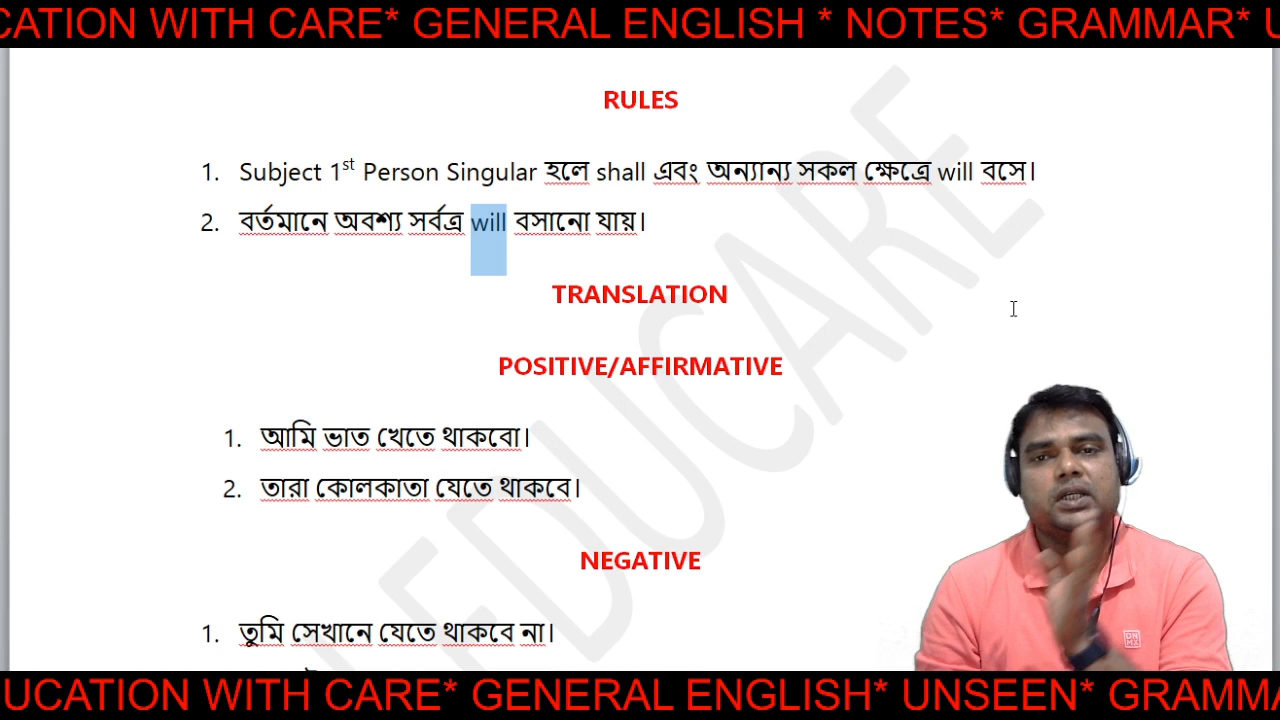 CATION WITH CARE* GENERAL ENGLISH * NOTES* GRAMMAR* U
RULES
1. Subject 1st Person Singular হলে shall এবং অন্যান্য সকল ক্ষেত্রে will বসে।
2. বর্তমানে অবশ্য সর্বত্র will বসানো যায়।
TRANSLATION
POSITIVE/AFFIRMATIVE
1. আমি ভাত খেতে থাকবো।
2. তারা কোলকাতা যেতে থাকবে।
NEGATIVE
1. তুমি সেখানে যেতে থাকবে না।
EDUCARE
UCATION WITH CARE* GENERAL ENGLISH* UNSEEN* GRAMMA